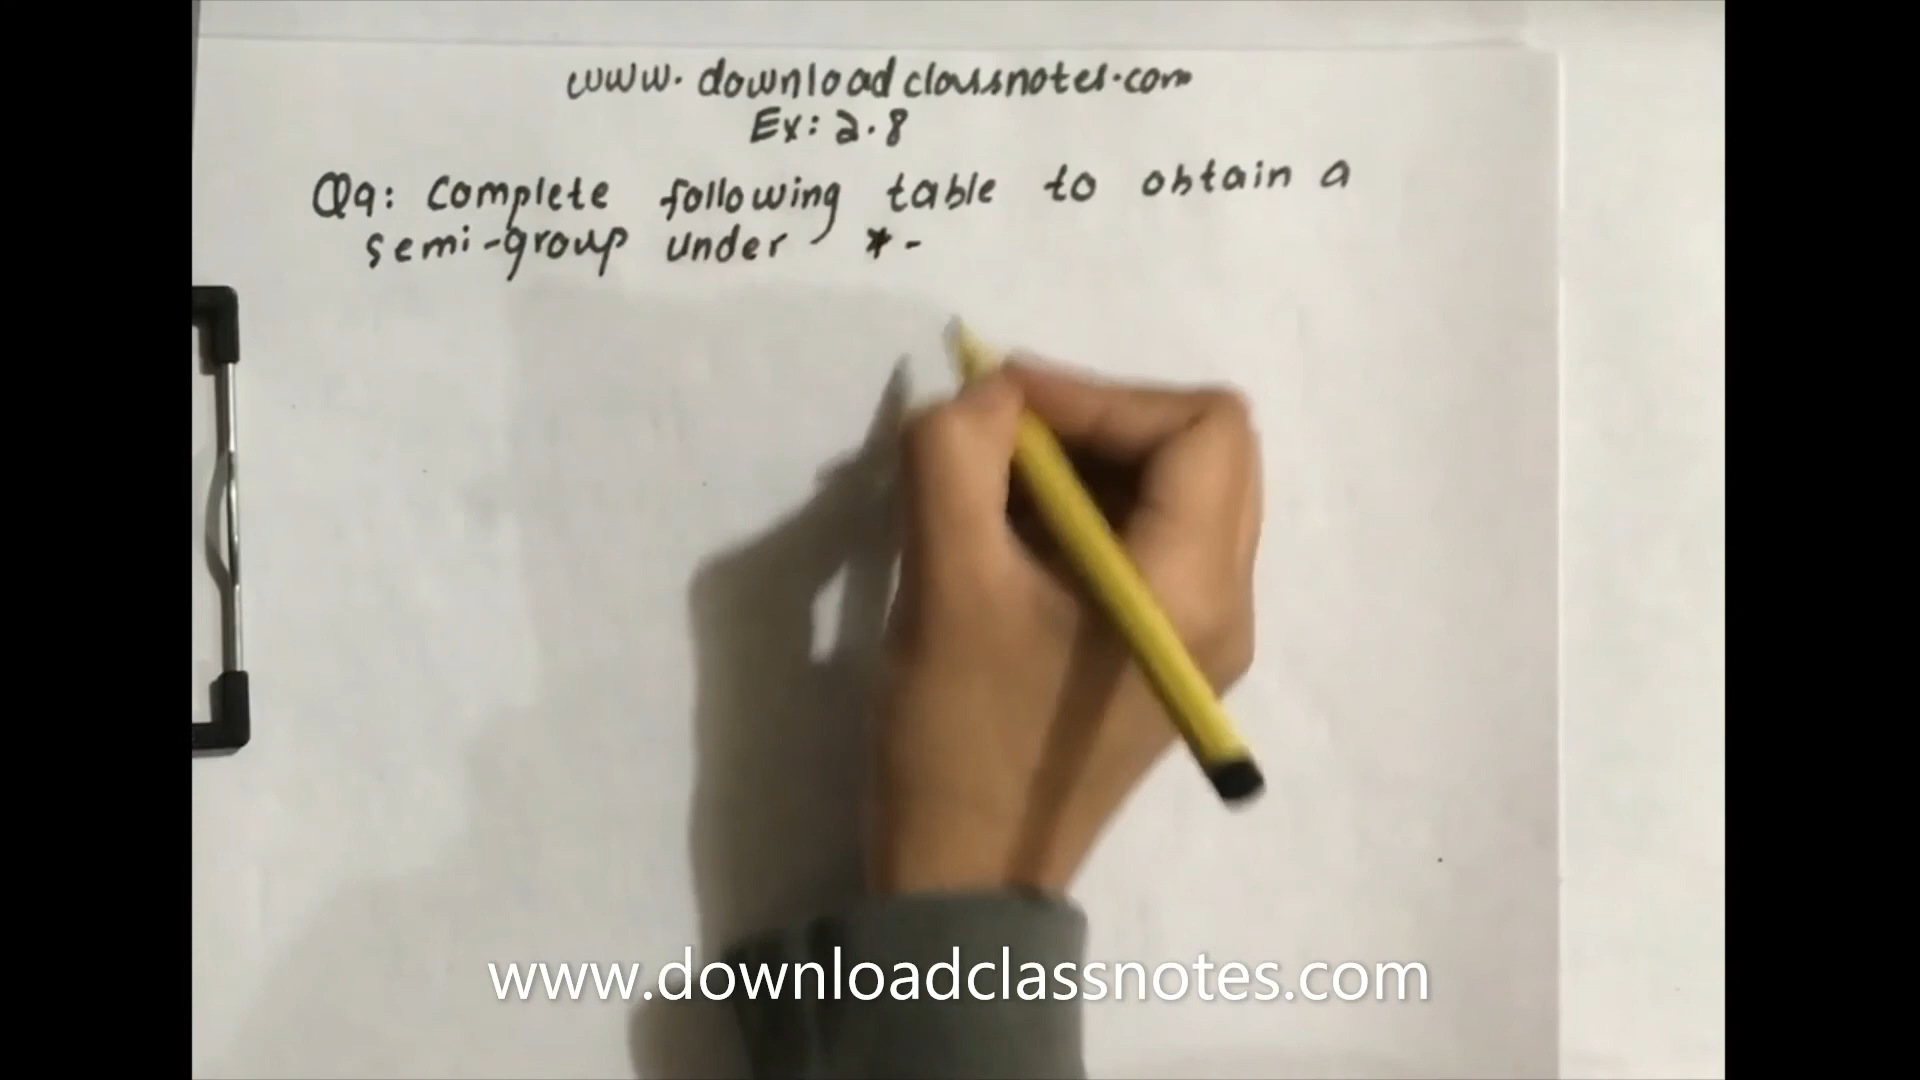 www.downloadclassnotes.com
Ex: 2.8
Q9: Complete following table to obtain a
semi-group under * -
www.downloadclassnotes.com